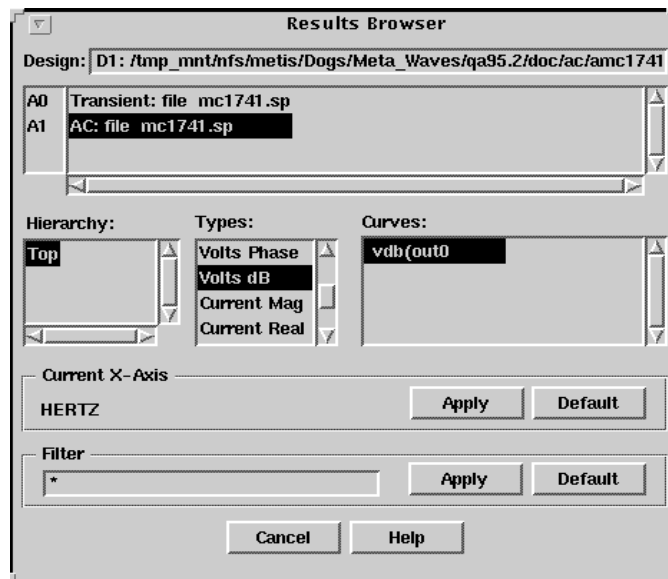 Results Browser
Design: D1: /tmp_mnt/nfs/metis/Dogs/Meta_Waves/qa95.2/doc/ac/amc1741
A0 Transient: file mc1741.sp
A1 AC: file mc1741.sp
Hierarchy: Types: Curves:
Top Volts Phase vdb(out0
Volts dB
Current Mag
Current Real
Current X-Axis
HERTZ Apply Default
Filter
* Apply Default
Cancel Help